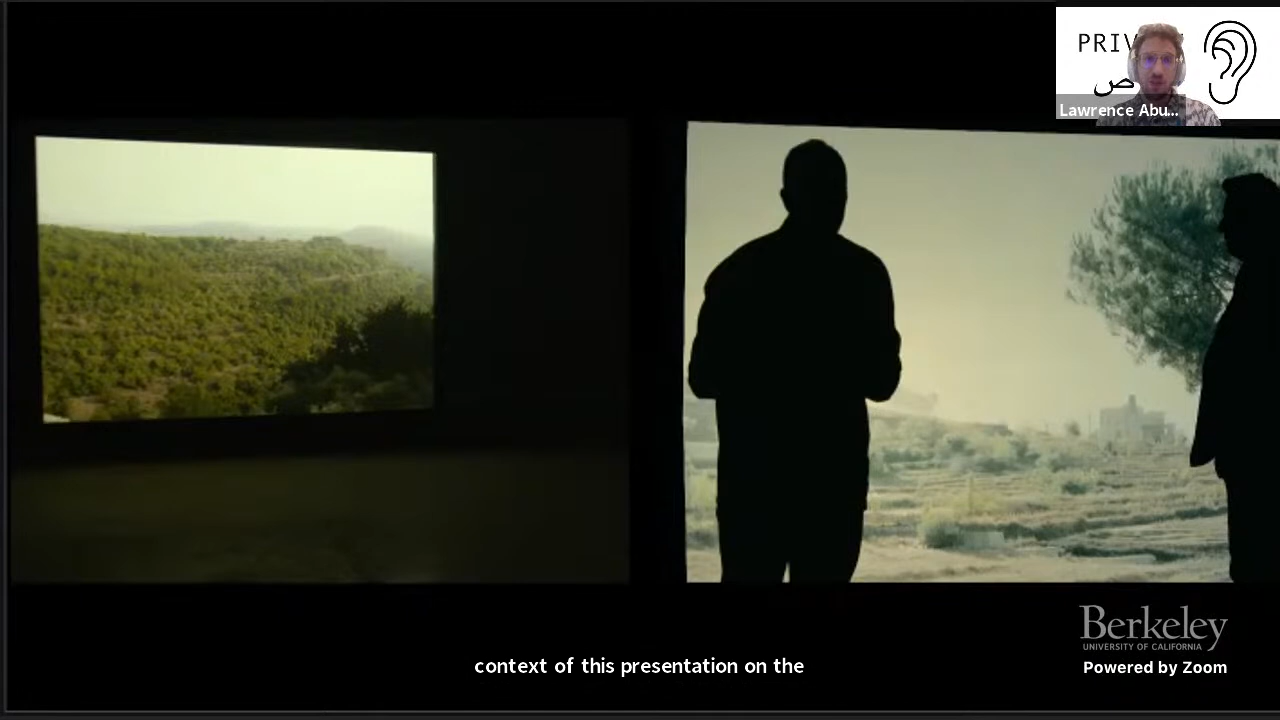 PRIV
ص
Lawrence Abu...
context of this presentation on the
Berkeley
UNIVERSITY OF CALIFORNIA
Powered by Zoom